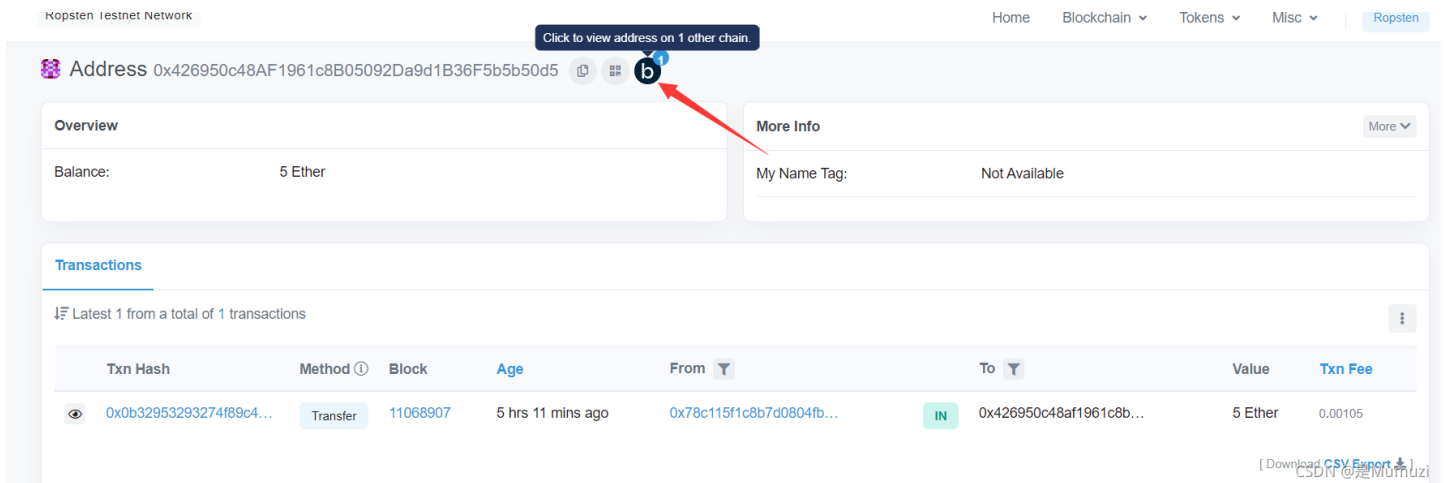 Ropsten Testnet Network
Home Blockchain Tokens Misc Ropsten
Click to view address on 1 other chain.
Address 0x426950c48AF1961c8B05092Da9d1B36F5b5b50d5 b 1
Overview
Balance: 5 Ether
More Info More
My Name Tag: Not Available
Transactions
Latest 1 from a total of 1 transactions
Txn Hash Method Block Age From To Value Txn Fee
0x0b32953293274f89c4... Transfer 11068907 5 hrs 11 mins ago 0x78c115f1c8b7d0804fb... IN 0x426950c48af1961c8b... 5 Ether 0.00105
[ Download CSV Export ]
CSDN @是Mumuzi